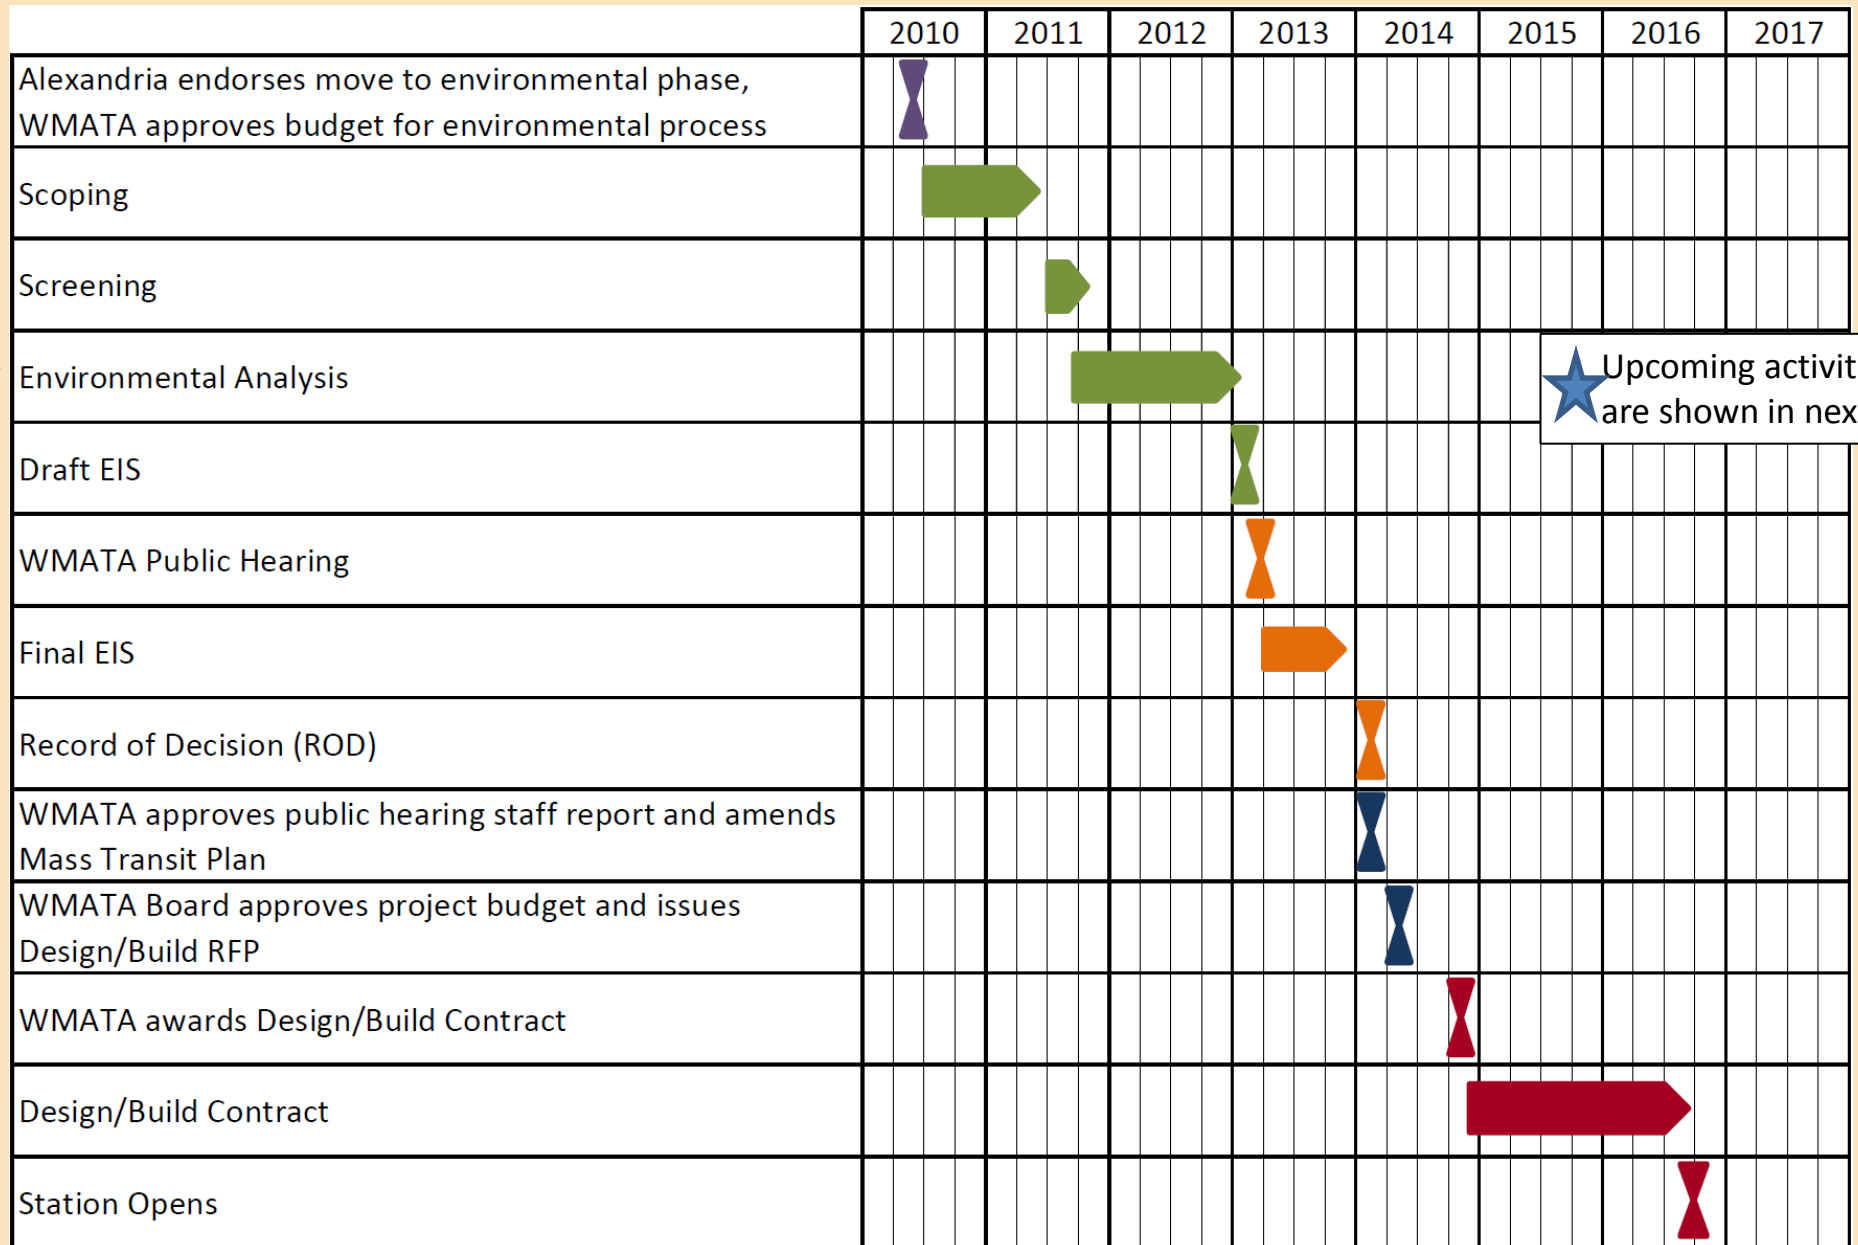 2010 2011 2012 2013 2014 2015 2016 2017
Alexandria endorses move to environmental phase,
WMATA approves budget for environmental process
Scoping
Screening
Environmental Analysis
Upcoming activit
are shown in nex
Draft EIS
WMATA Public Hearing
Final EIS
Record of Decision (ROD)
WMATA approves public hearing staff report and amends
Mass Transit Plan
WMATA Board approves project budget and issues
Design/Build RFP
WMATA awards Design/Build Contract
Design/Build Contract
Station Opens